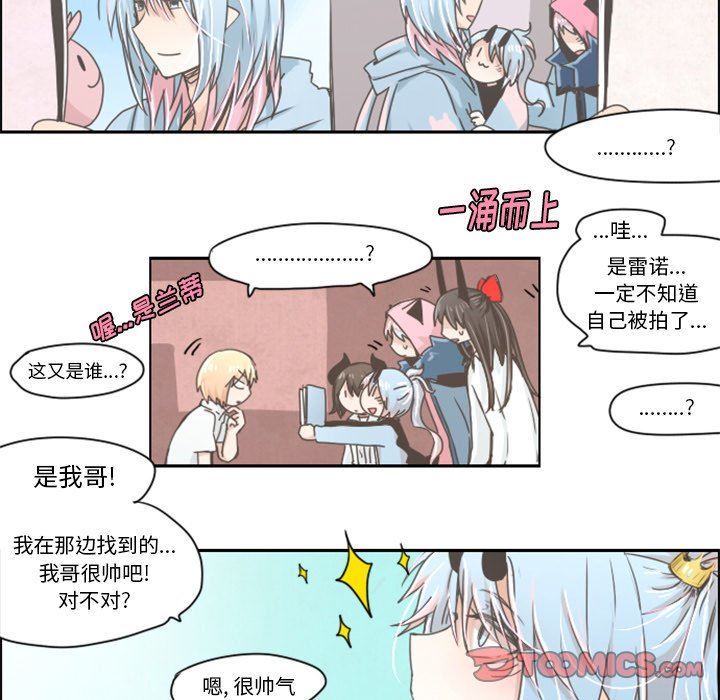 ............?
一涌而上
...哇...
是雷诺...
一定不知道
自己被拍了...
....................?
喔...是兰蒂
这又是谁...?
.........?
是我哥!
我在那边找到的...
我哥很帅吧!
对不对?
嗯, 很帅气
TOOMICS.COM